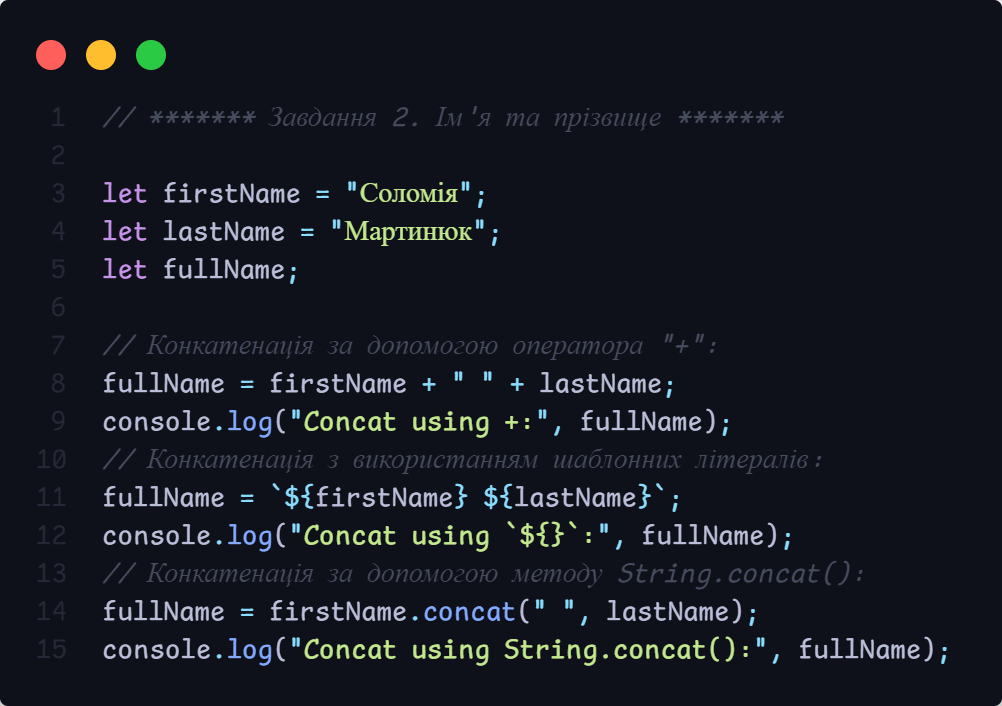 1 // ******* Завдання 2. Ім'я та прізвище *******
2
3 let firstName = "Соломія";
4 let lastName = "Мартинюк";
5 let fullName;
6
7 // Конкатенація за допомогою оператора "+":
8 fullName = firstName + " " + lastName;
9 console.log("Concat using +:", fullName);
10 // Конкатенація з використанням шаблонних літералів:
11 fullName = `${firstName} ${lastName}`;
12 console.log("Concat using `${}`:", fullName);
13 // Конкатенація за допомогою методу String.concat():
14 fullName = firstName.concat(" ", lastName);
15 console.log("Concat using String.concat():", fullName);